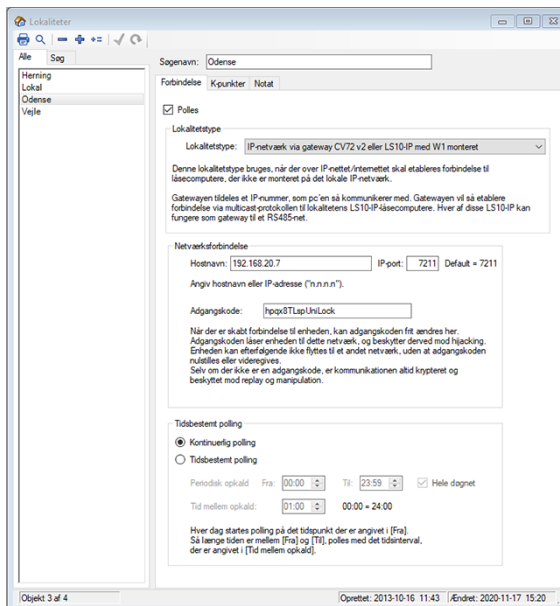 Lokaliteter
Alle
Søg
Herning
Lokal
Odense
Vejle
Søgenavn: Odense
Forbindelse K-punkter Notat
Polles
Lokalitetstype
Lokalitetstype: IP-netværk via gateway CV72 v2 eller LS10-IP med W1 monteret
Denne lokalitetstype bruges, når der over IP-nettet/internettet skal etableres forbindelse til
låsecomputere, der ikke er monteret på det lokale IP-netværk.
Gatewayen tildeles et IP-nummer, som pc'en så kommunikerer med. Gatewayen vil så etablere
forbindelse via multicast-protokollen til lokalitetens LS10-IP-låsecomputere. Hver af disse LS10-IP kan
fungere som gateway til et RS485-net.
Netværksforbindelse
Hostnavn: 192.168.20.7 IP-port: 7211 Default = 7211
Angiv hostnavn eller IP-adresse ("n.n.n.n").
Adgangskode: hpqx8TLspUniLock
Når der er skabt forbindelse til enheden, kan adgangskoden frit ændres her.
Adgangskoden låser enheden til dette netværk, og beskytter derved mod hijacking.
Enheden kan efterfølgende ikke flyttes til et andet netværk, uden at adgangskoden
nulstilles eller videregives.
Selv om der ikke er en adgangskode, er kommunikationen altid krypteret og
beskyttet mod replay og manipulation.
Tidsbestemt polling
Kontinuerlig polling
Tidsbestemt polling
Periodisk opkald Fra: 00:00 Til: 23:59 Hele døgnet
Tid mellem opkald: 01:00 00:00 = 24:00
Hver dag startes polling på det tidspunkt der er angivet i [Fra].
Så længe tiden er mellem [Fra] og [Til], polles med det tidsinterval,
der er angivet i [Tid mellem opkald].
Objekt 3 af 4
Oprettet: 2013-10-16 11:43 Ændret: 2020-11-17 15:20